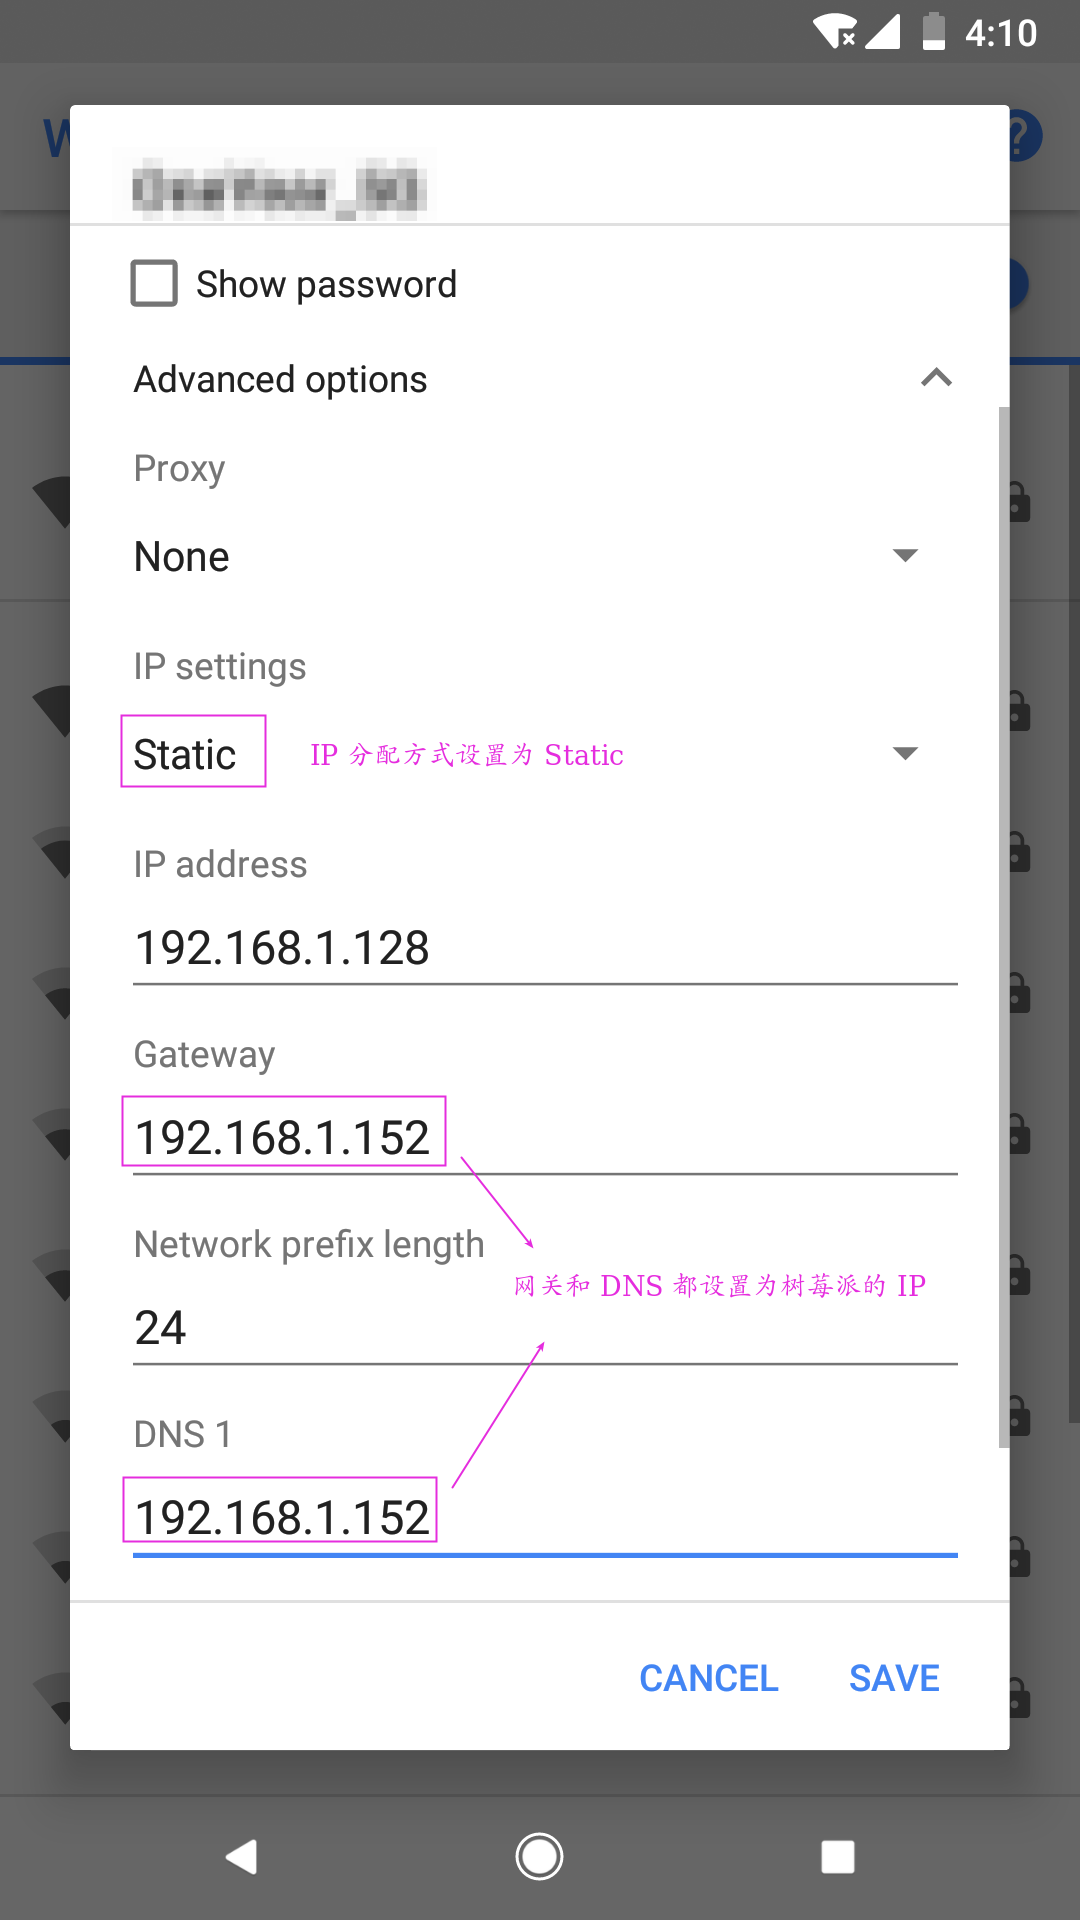 4:10
W
?
Show password
Advanced options
Proxy
None
IP settings
Static
IP 分配方式设置为 Static
IP address
192.168.1.128
Gateway
192.168.1.152
Network prefix length
网关和 DNS 都设置为树莓派的 IP
24
DNS 1
192.168.1.152
CANCEL SAVE